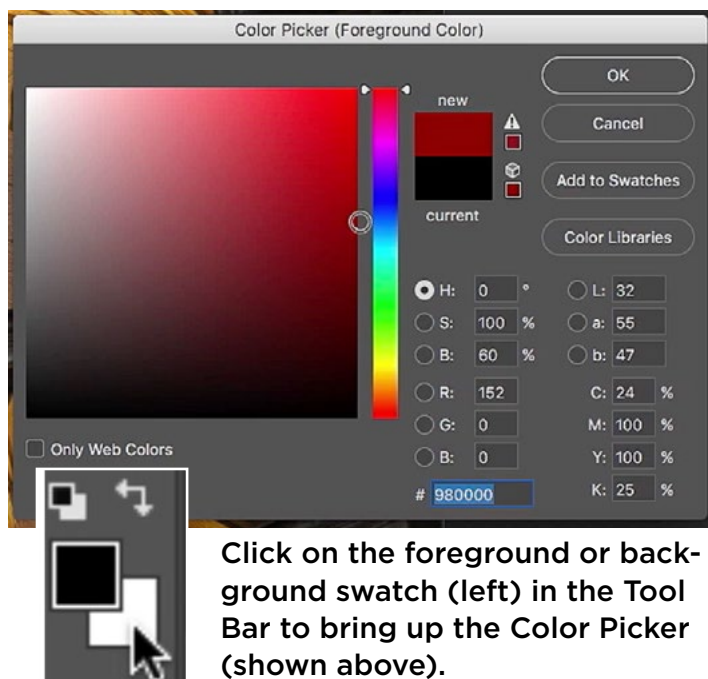 Color Picker (Foreground Color)
new
current
OK
Cancel
Add to Swatches
Color Libraries
H: 0 °
S: 100 %
B: 60 %
R: 152
G: 0
B: 0
# 980000
L: 32
a: 55
b: 47
C: 24 %
M: 100 %
Y: 100 %
K: 25 %
Only Web Colors
Click on the foreground or back-
ground swatch (left) in the Tool
Bar to bring up the Color Picker
(shown above).